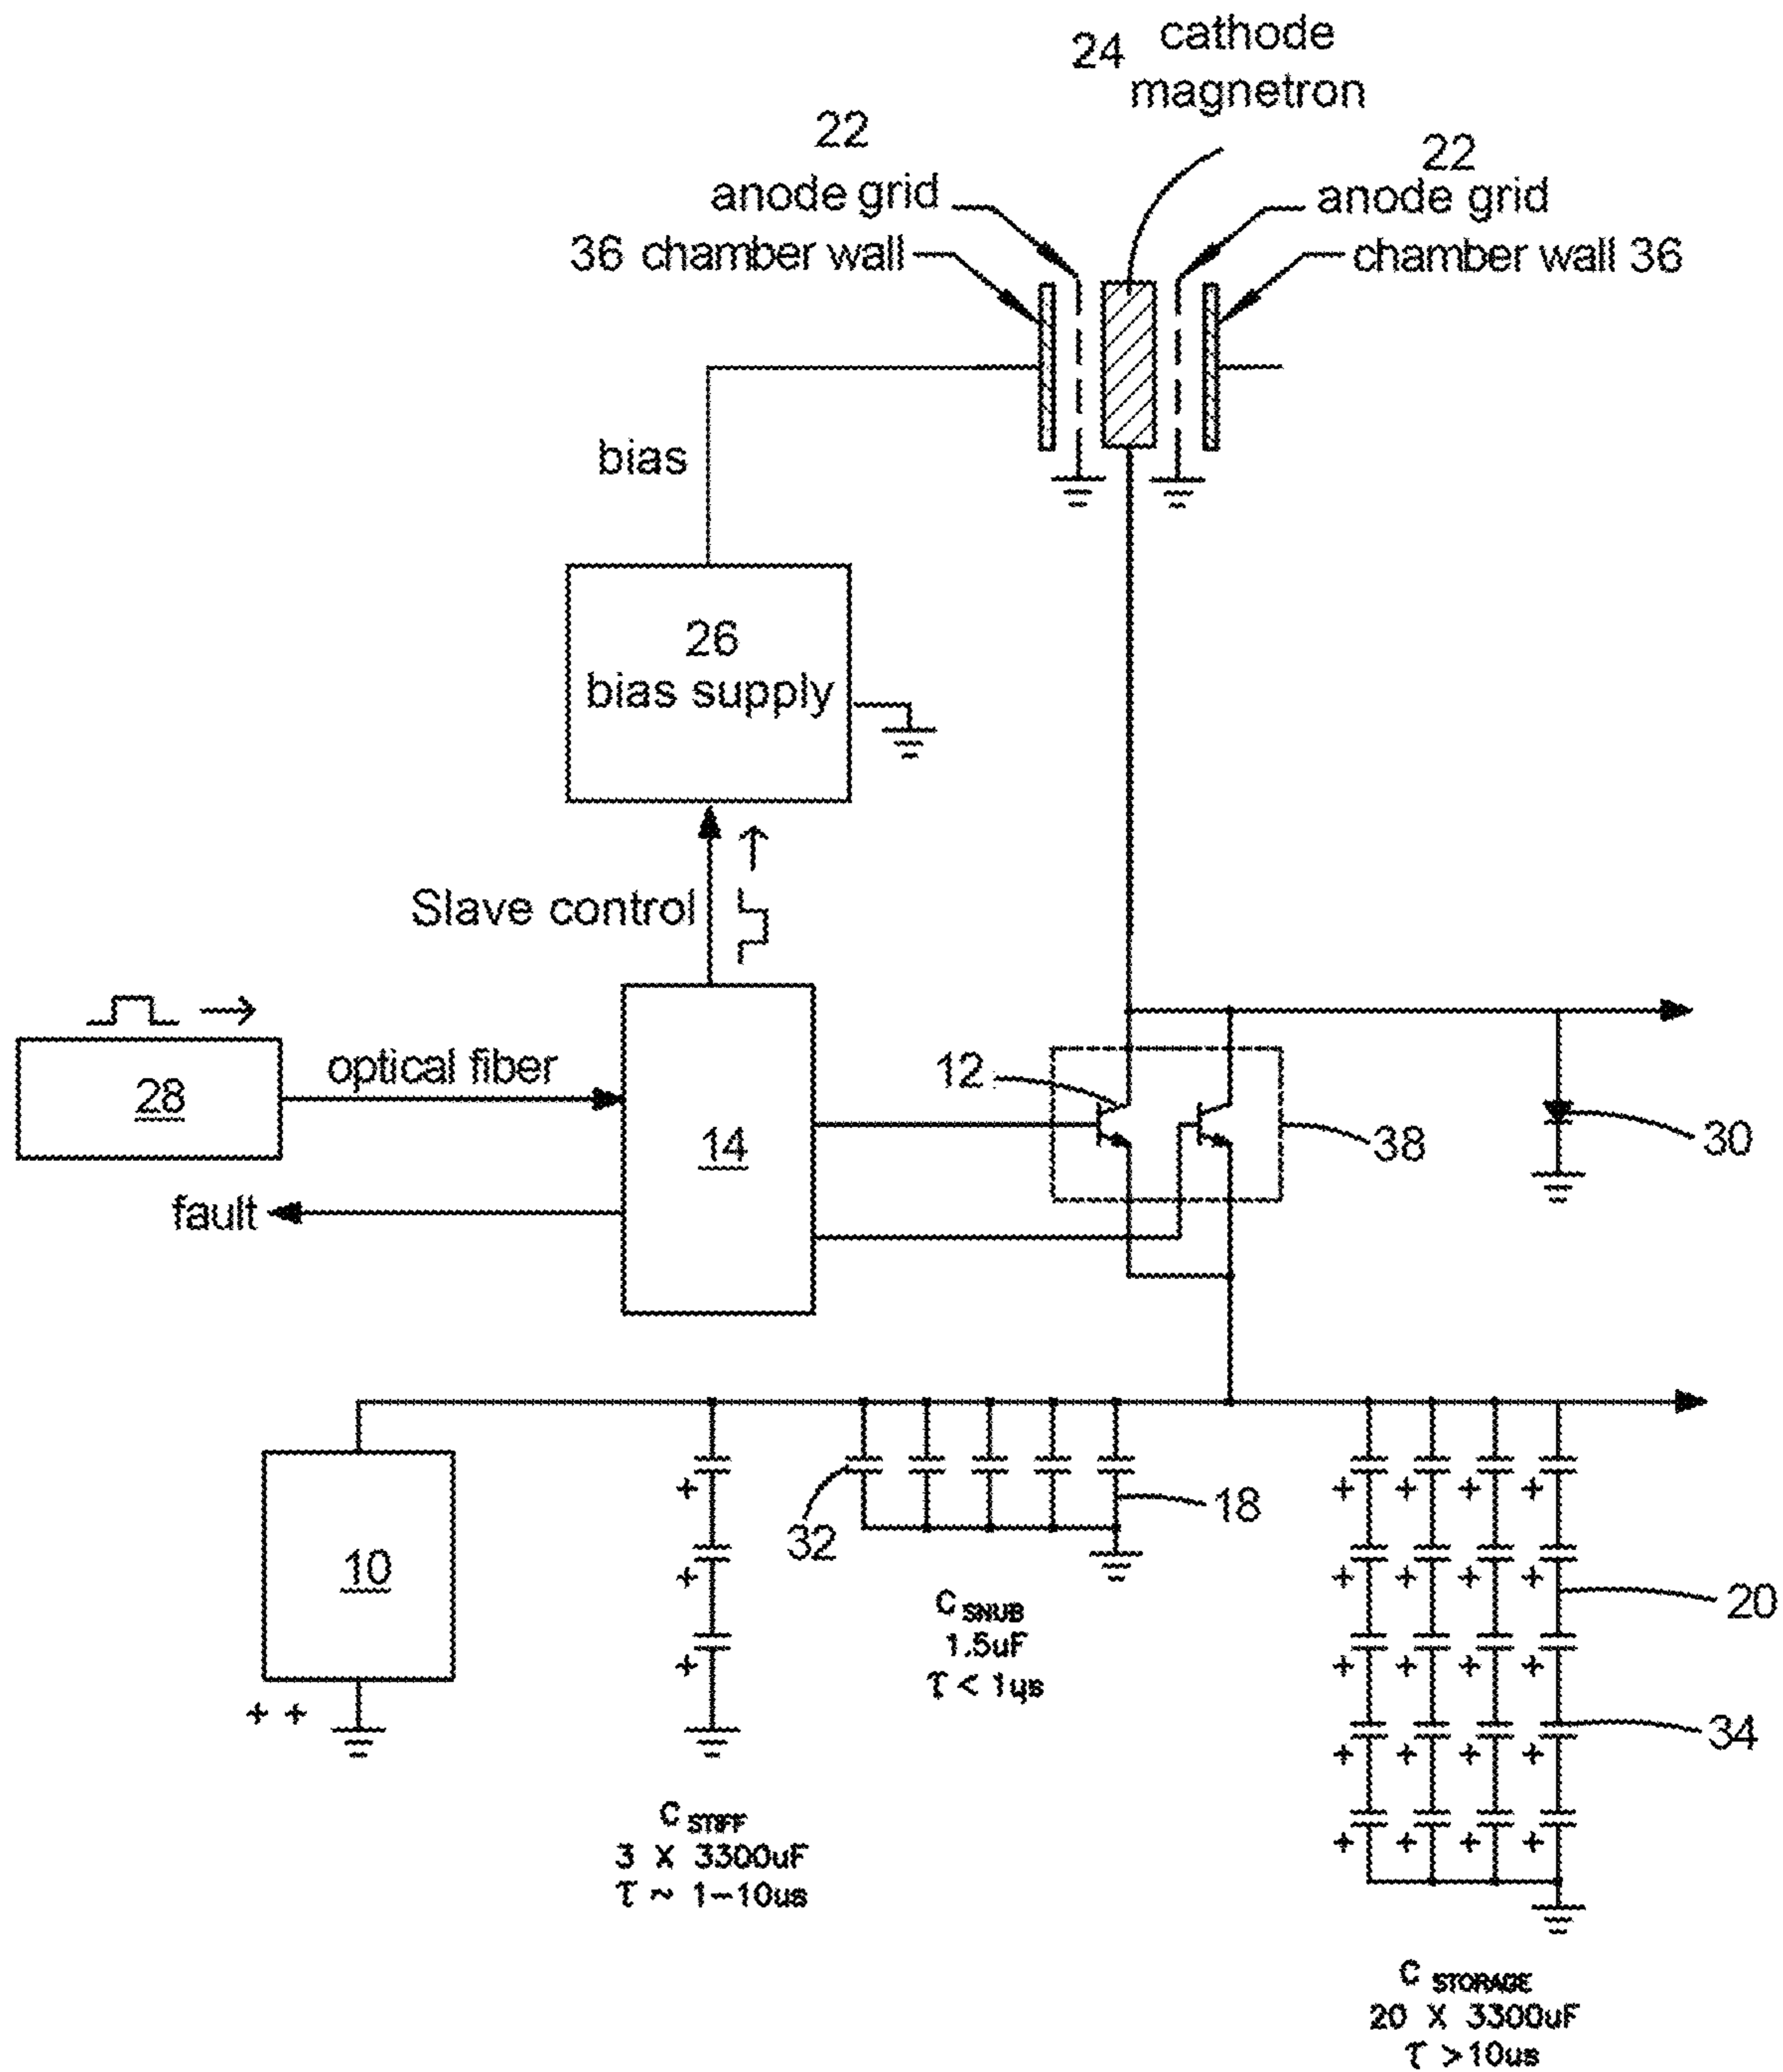 24 cathode
magnetron
22
22
anode grid
anode grid
36 chamber wall
chamber wall 36
bias
26
bias supply
Slave control
28
optical fiber
12
14
38
30
fault
+
+ + + +
32
18
10
+
+ + + +
20
C SNUB
1.5uF
τ < 1µs
+
+ + + +
+ +
34
+ + + +
C STIFF
3 X 3300uF
τ ~ 1-10us
+ + + +
C STORAGE
20 X 3300uF
τ >10us